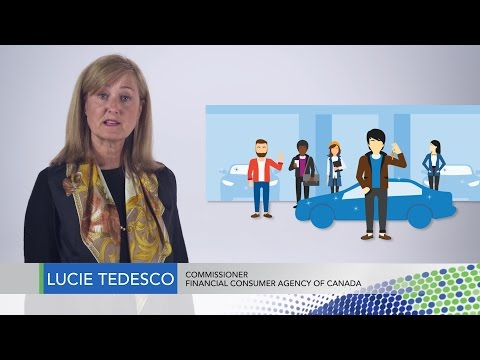 LUCIE TEDESCO
COMMISSIONER
FINANCIAL CONSUMER AGENCY OF CANADA